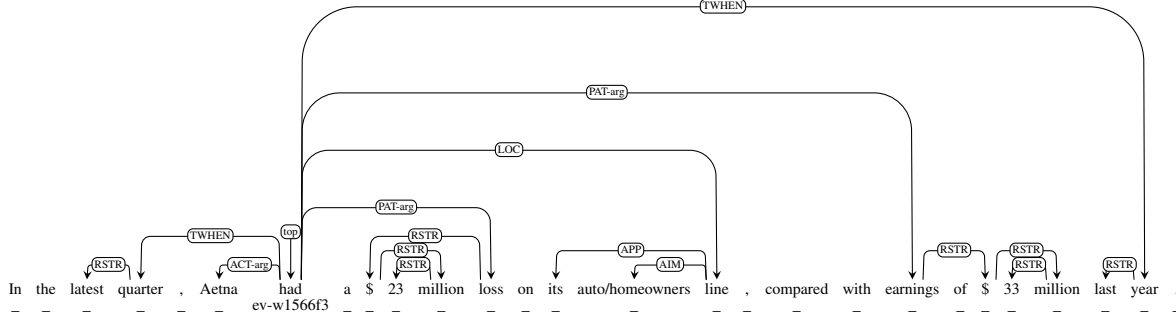 TWHEN
PAT-arg
LOC
PAT-arg
TWHEN top RSTR
RSTR APP RSTR RSTR
RSTR ACT-arg RSTR AIM RSTR RSTR
In the latest quarter , Aetna had a $ 23 million loss on its auto/homeowners line , compared with earnings of $ 33 million last year .
_ _ _ _ _ _ ev-w1566f3 _ _ _ _ _ _ _ _ _ _ _ _ _ _ _ _ _ _ _ _